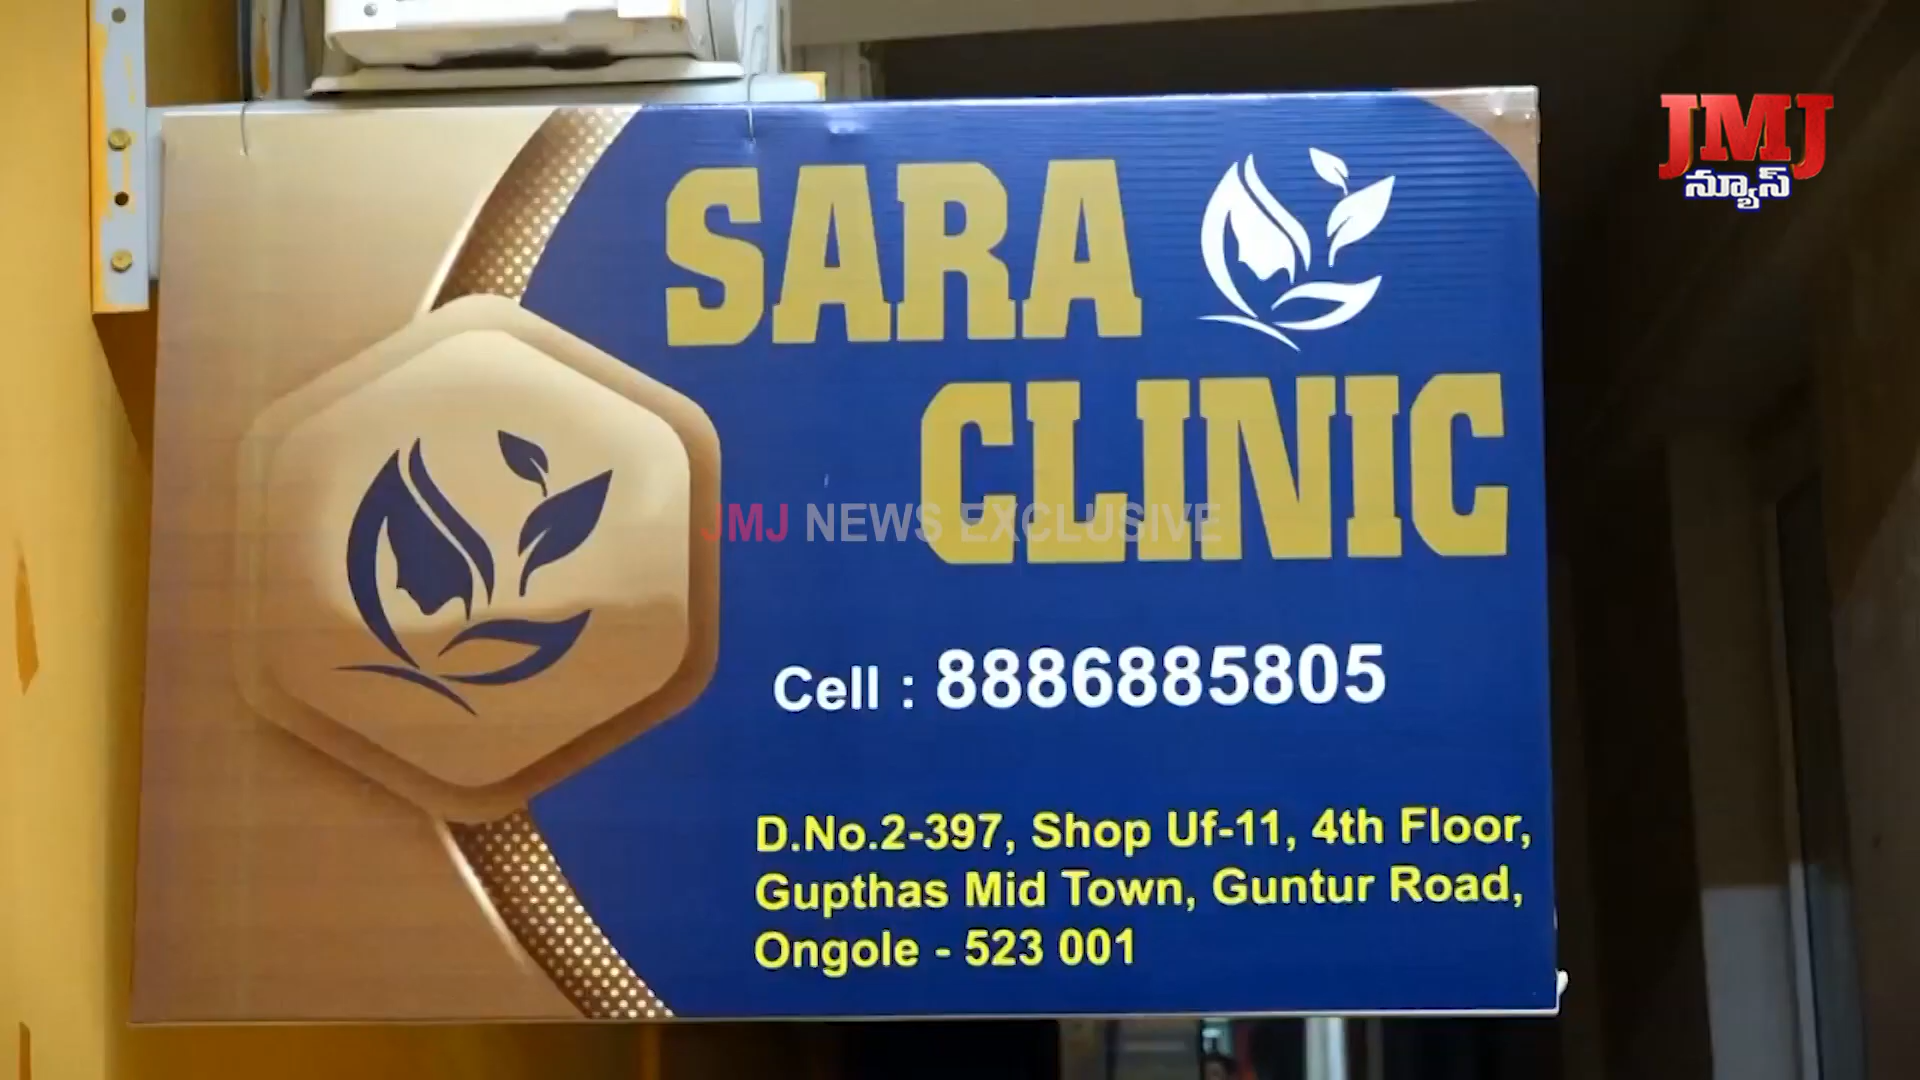 JMJ
న్యూస్
SARA
CLINIC
JMJ NEWS EXCLUSIVE
Cell : 8886885805
D.No.2-397, Shop Uf-11, 4th Floor,
Gupthas Mid Town, Guntur Road,
Ongole - 523 001